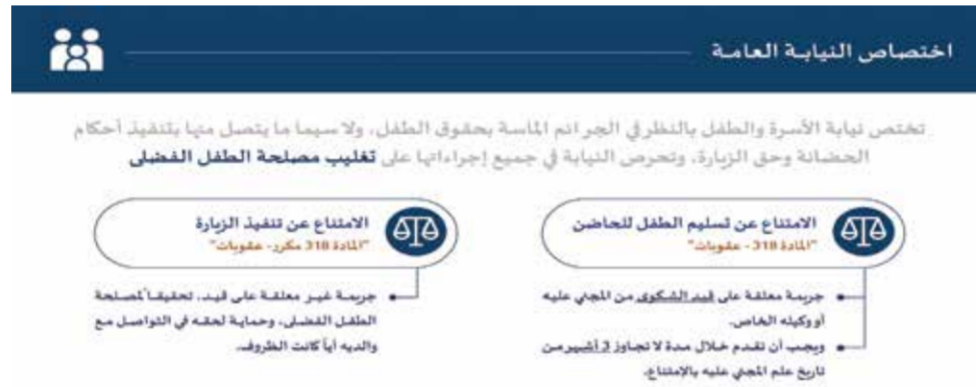 اختصاص النيابة العامة
تختص نيابة الأسرة والطفل بالنظر في الجرائم الماسة بحقوق الطفل، ولا سيما ما يتصل منها بتنفيذ أحكام
الحضانة وحق الزيارة، وتحرص النيابة في جميع إجراءاتها على تغليب مصلحة الطفل الفضلى
الامتناع عن تسليم الطفل للحاضن
"المادة 318 - عقوبات"
جريمة معلقة على قيد الشكوى من المجني عليه
أو وكيله الخاص.
ويجب أن تقدم خلال مدة لا تجاوز 3 أشهر من
تاريخ علم المجني عليه بالإمتناع.
الامتناع عن تنفيذ الزيارة
"المادة 318 مكرر - عقوبات"
جريمة غير معلقة على قيد، تحقيقاً لمصلحة
الطفل الفضلى، وحماية لحقه في التواصل مع
والديه أياً كانت الظروف.